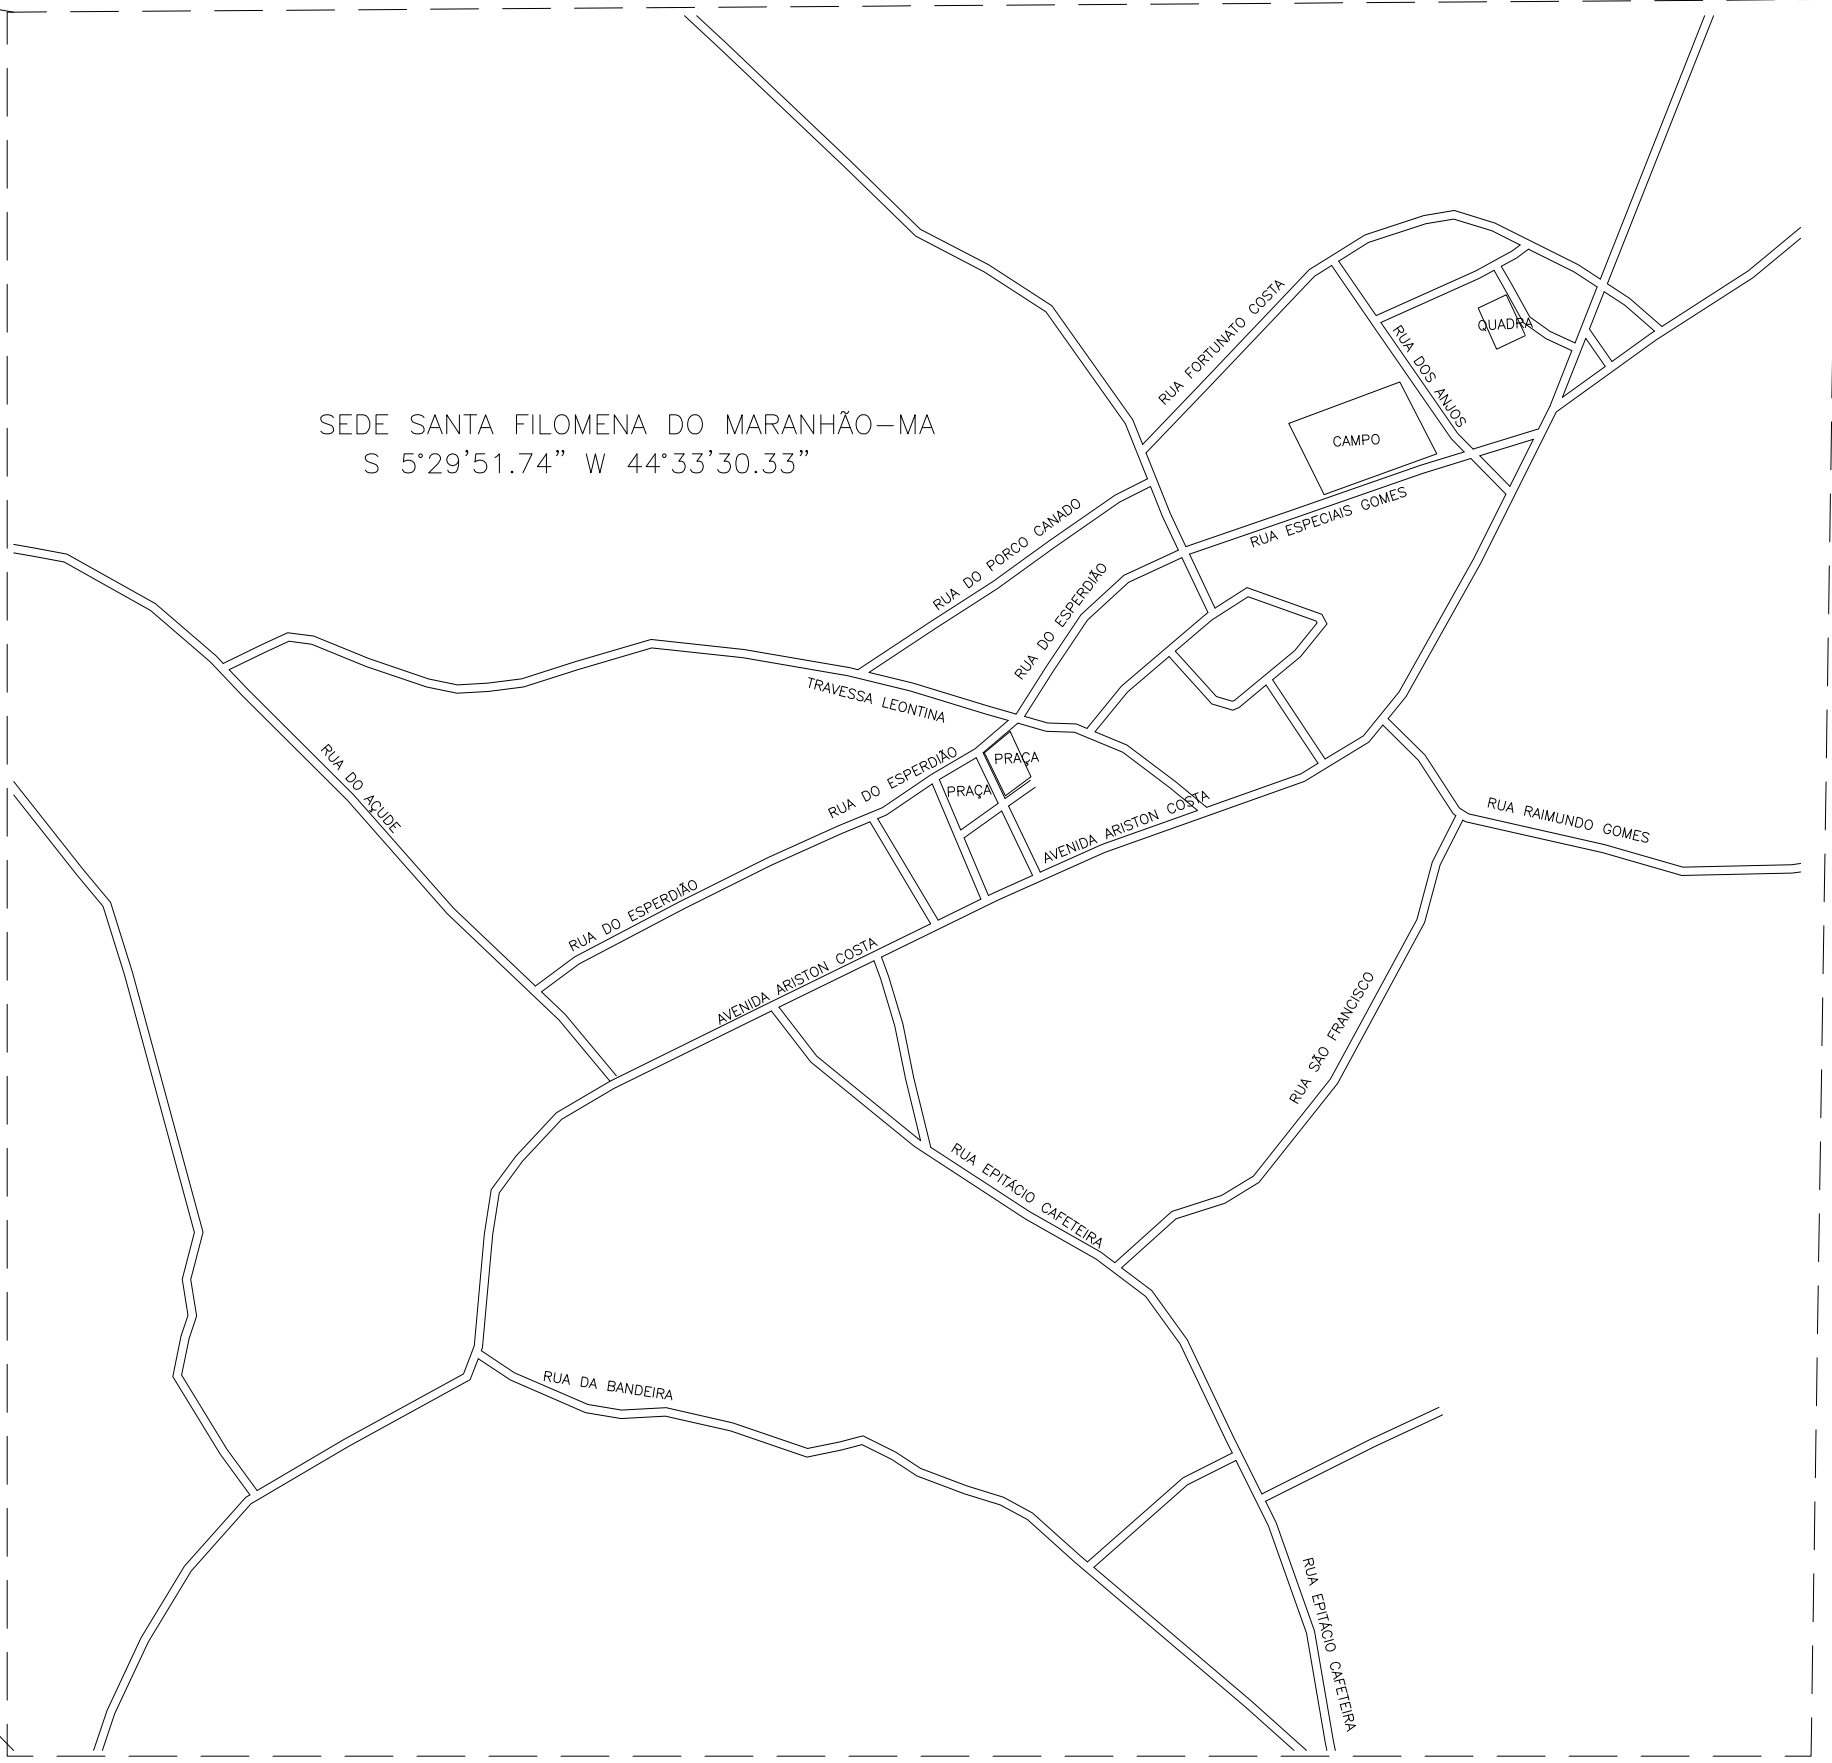 RUA FORTUNATO COSTA
QUADRA
RUA DOS ANJOS
SEDE SANTA FILOMENA DO MARANHÃO-MA
S 5°29'51.74" W 44°33'30.33"
CAMPO
RUA ESPECIAIS GOMES
RUA DO PORCO CANADO
RUA DO ESPERDIÃO
TRAVESSA LEONTINA
RUA DO AÇUDE
RUA DO ESPERDIÃO
PRAÇA
PRAÇA
AVENIDA ARISTON COSTA
RUA RAIMUNDO GOMES
RUA DO ESPERDIÃO
AVENIDA ARISTON COSTA
RUA SÃO FRANCISCO
RUA EPITÁCIO CAFETEIRA
RUA DA BANDEIRA
RUA EPITÁCIO CAFETEIRA